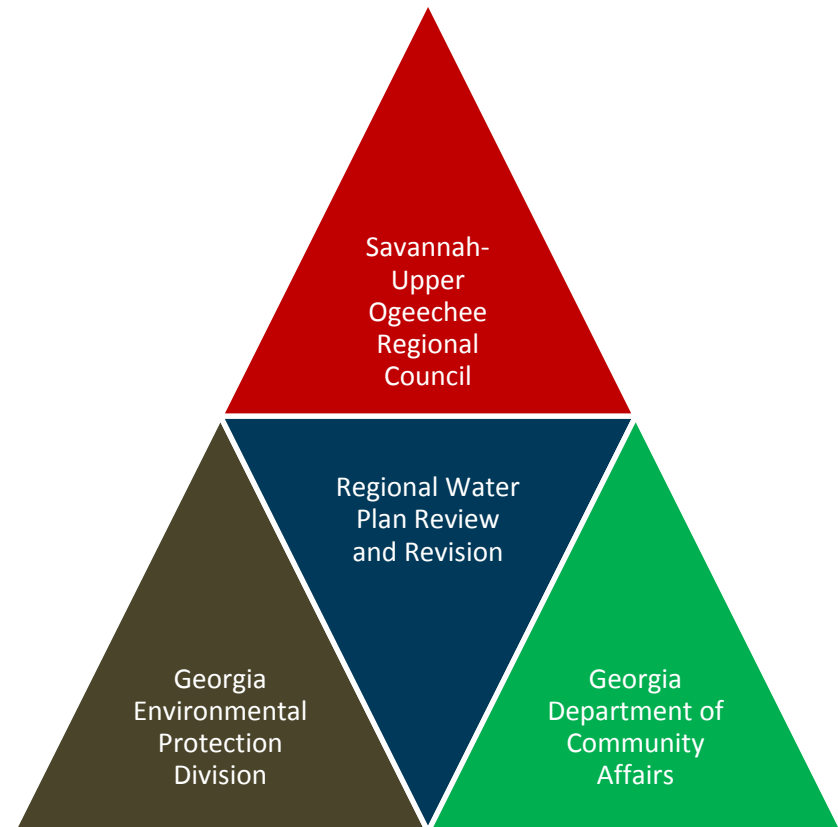 Savannah-
Upper
Ogeechee
Regional
Council
Regional Water
Plan Review
and Revision
Georgia
Environmental
Protection
Division
Georgia
Department of
Community
Affairs